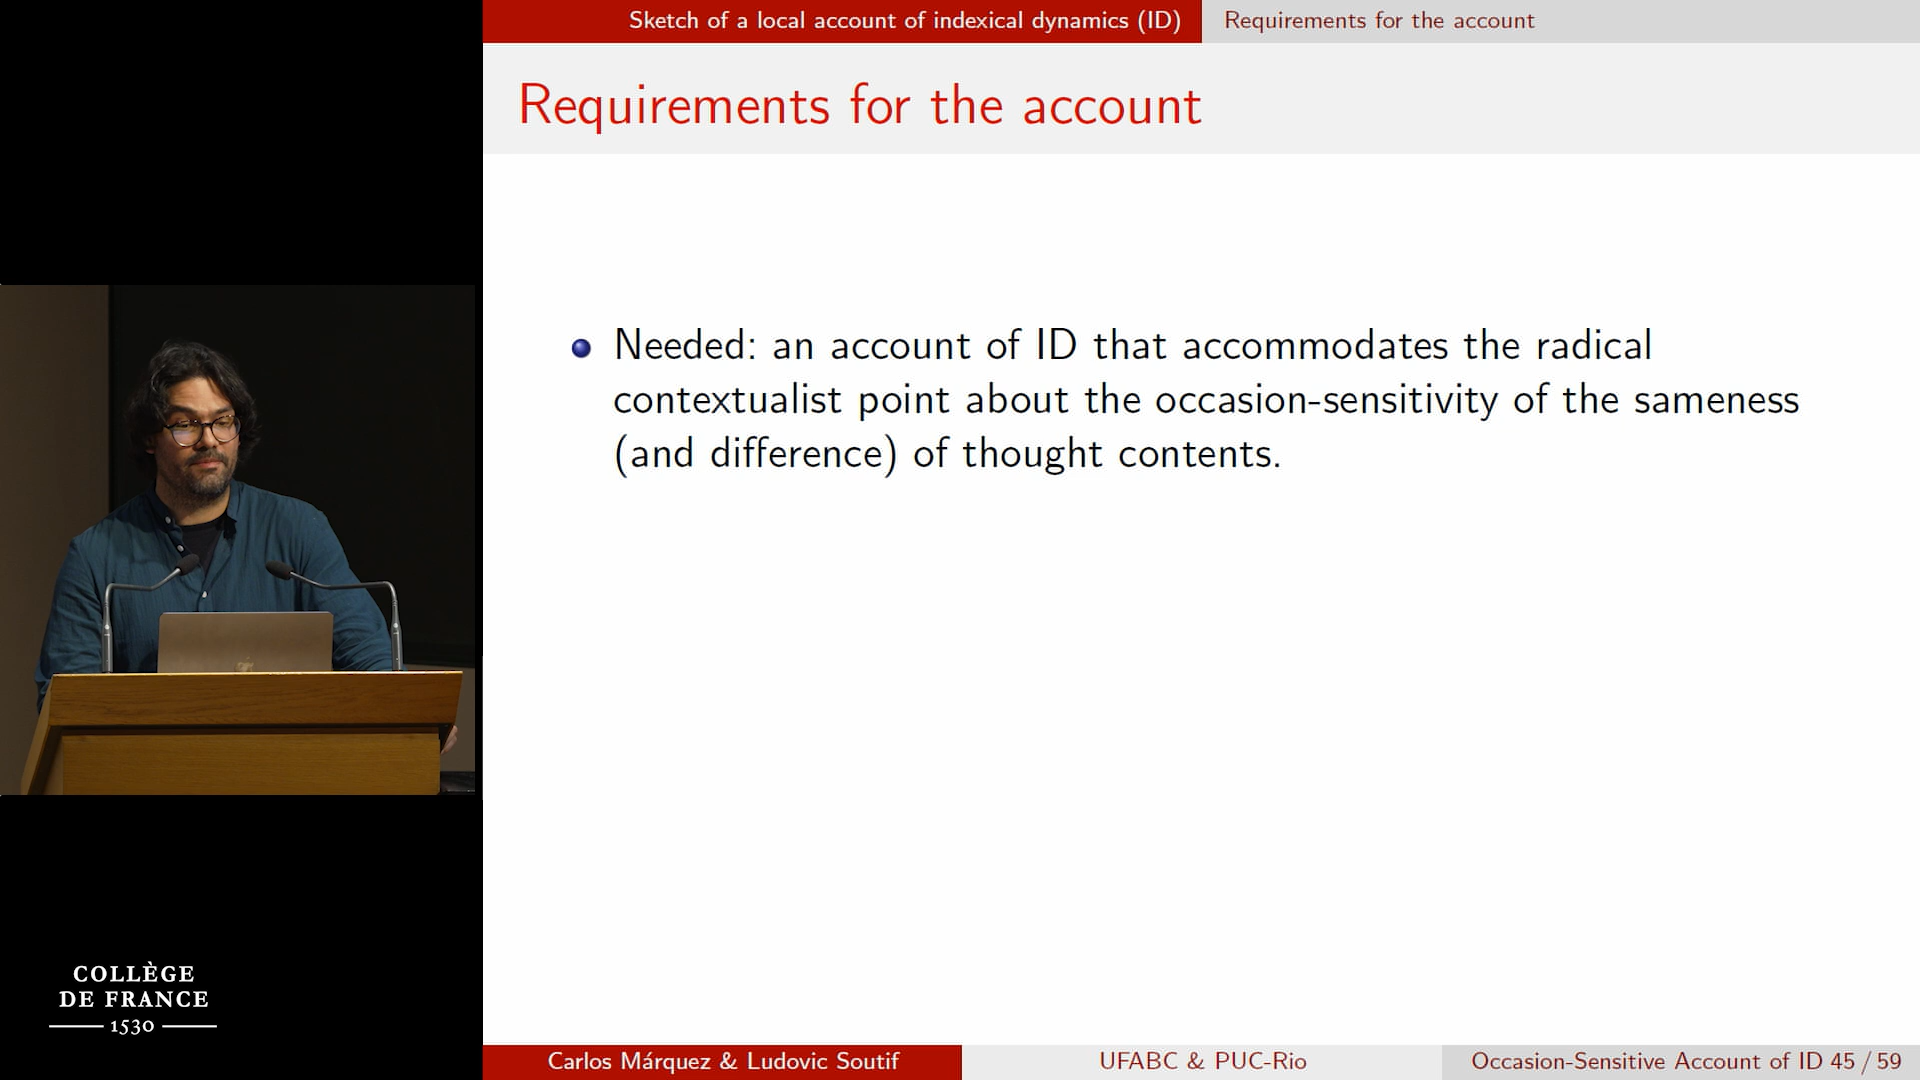 Sketch of a local account of indexical dynamics (ID)
Requirements for the account
Requirements for the account
Needed: an account of ID that accommodates the radical
contextualist point about the occasion-sensitivity of the sameness
(and difference) of thought contents.
COLLÈGE
DE FRANCE
1530
Carlos Márquez & Ludovic Soutif
UFABC & PUC-Rio
Occasion-Sensitive Account of ID 45 / 59